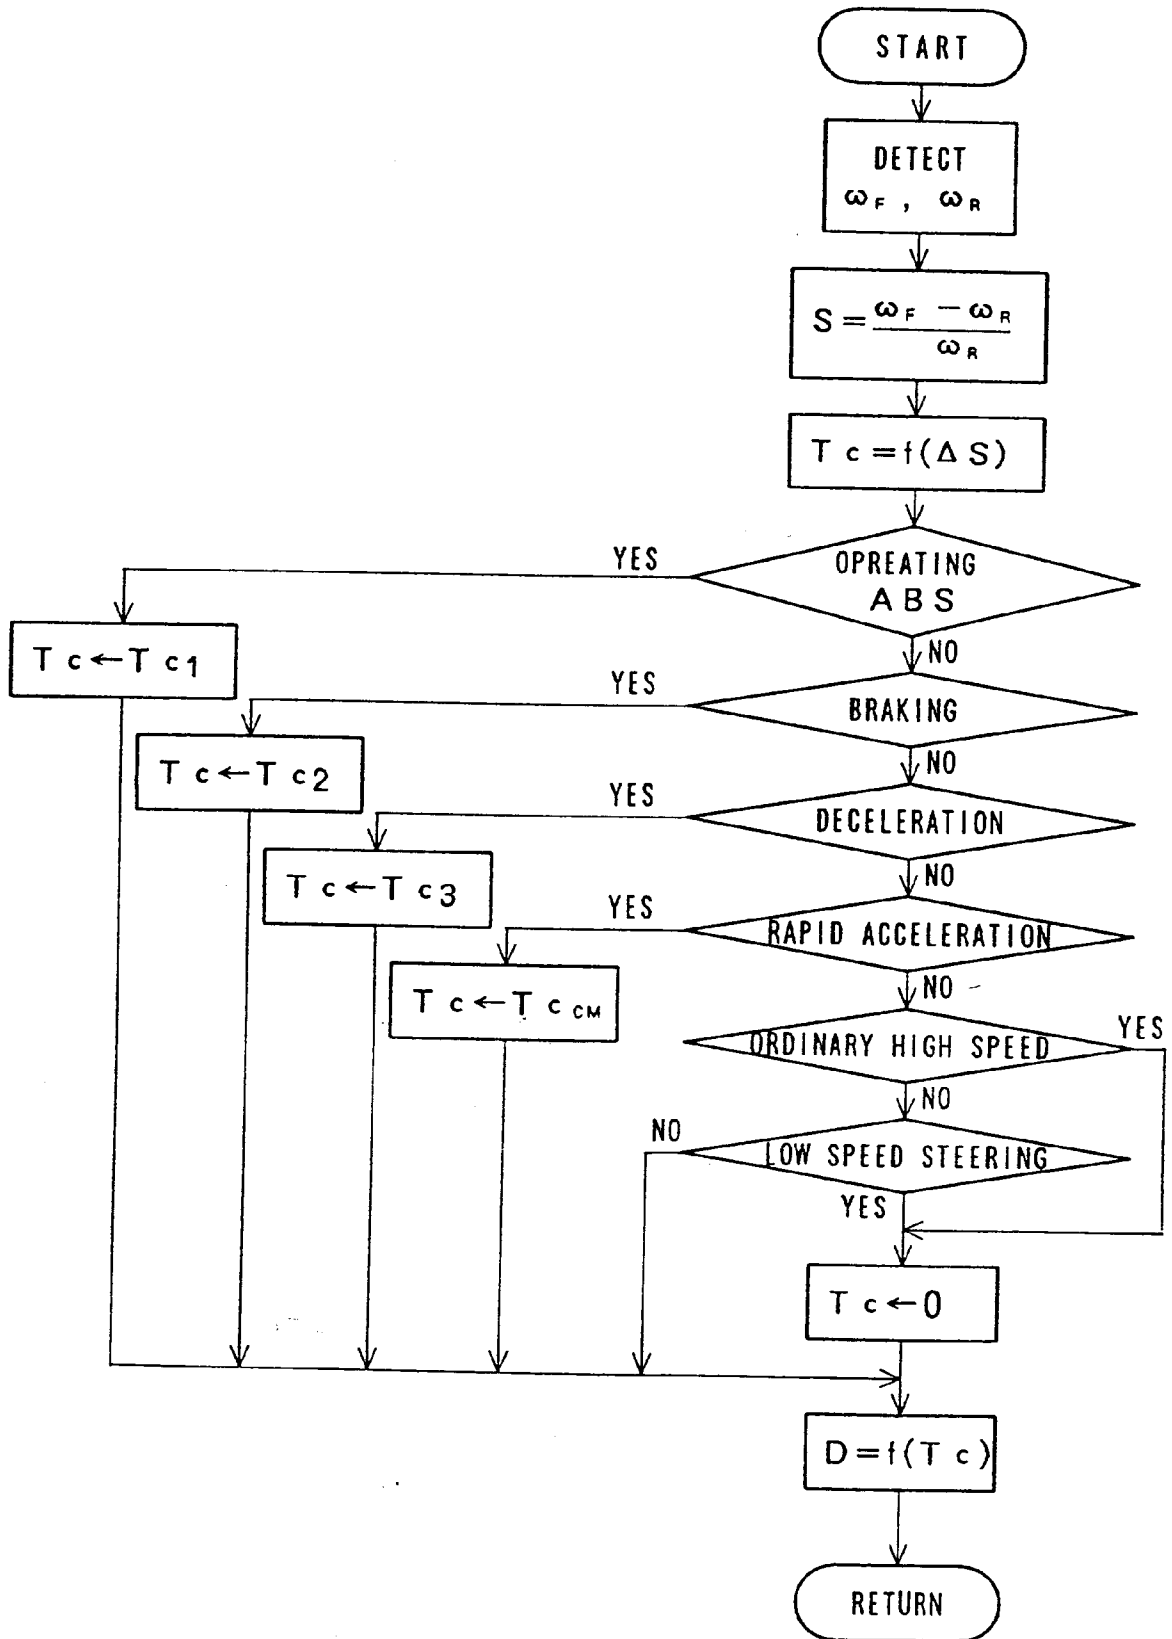 START
DETECT
ωF , ωR
S = ωF − ωR / ωR
Tc = f(ΔS)
YES
OPREATING
ABS
Tc ← Tc1
NO
YES
BRAKING
Tc ← Tc2
NO
YES
DECELERATION
Tc ← Tc3
NO
YES
RAPID ACCELERATION
Tc ← Tc CM
NO
ORDINARY HIGH SPEED
YES
NO
NO
LOW SPEED STEERING
YES
Tc ← 0
D = f(Tc)
RETURN